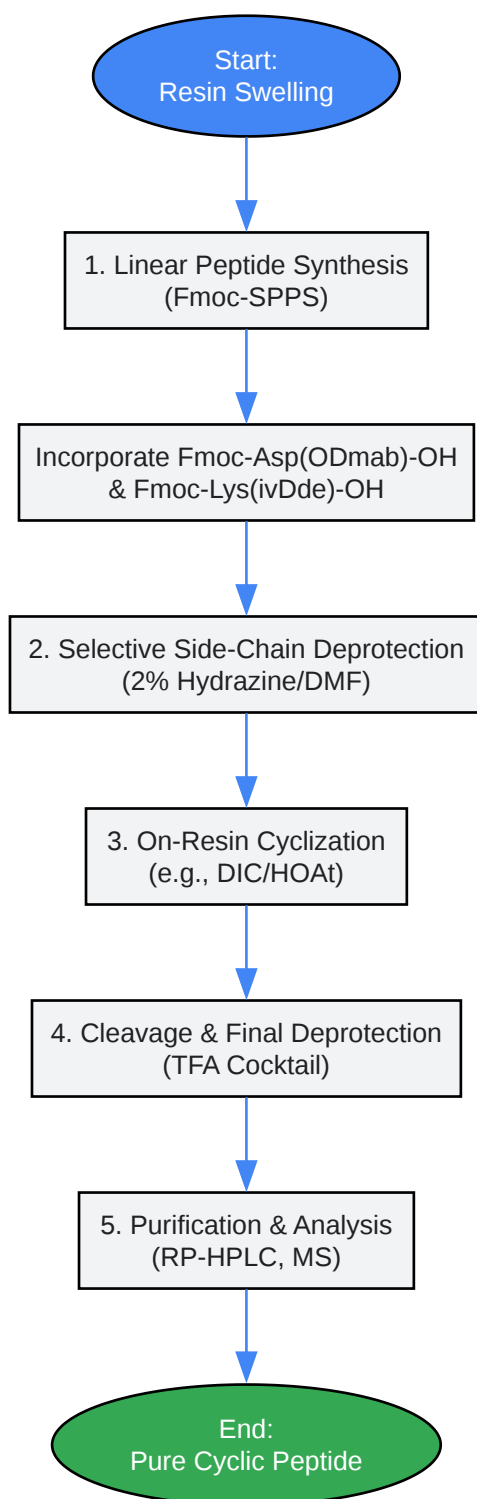 Start:
Resin Swelling
1. Linear Peptide Synthesis
(Fmoc-SPPS)
Incorporate Fmoc-Asp(ODmab)-OH
& Fmoc-Lys(ivDde)-OH
2. Selective Side-Chain Deprotection
(2% Hydrazine/DMF)
3. On-Resin Cyclization
(e.g., DIC/HOAt)
4. Cleavage & Final Deprotection
(TFA Cocktail)
5. Purification & Analysis
(RP-HPLC, MS)
End:
Pure Cyclic Peptide